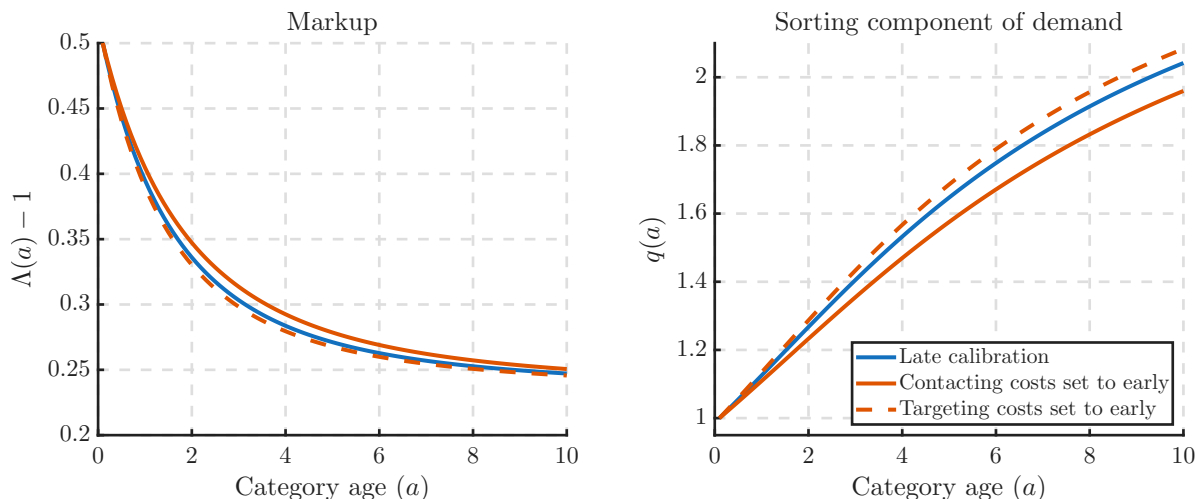 Markup
0.5
0.45
0.4
0.35
0.3
0.25
0.2
Λ(a) − 1
0 2 4 6 8 10
Category age (a)
Sorting component of demand
2
1.8
1.6
1.4
1.2
1
q(a)
Late calibration
Contacting costs set to early
Targeting costs set to early
0 2 4 6 8 10
Category age (a)